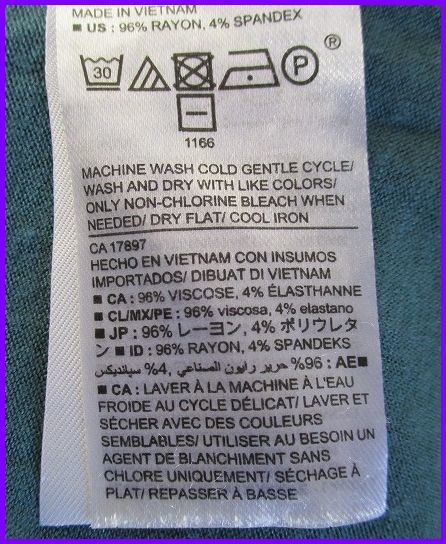 MADE IN VIETNAM
■ US : 96% RAYON, 4% SPANDEX
30 P ®
1166
MACHINE WASH COLD GENTLE CYCLE/
WASH AND DRY WITH LIKE COLORS/
ONLY NON-CHLORINE BLEACH WHEN
NEEDED/ DRY FLAT/ COOL IRON
CA 17897
HECHO EN VIETNAM CON INSUMOS
IMPORTADOS/ DIBUAT DI VIETNAM
■ CA : 96% VISCOSE, 4% ÉLASTHANNE
■ CL/MX/PE : 96% viscosa, 4% elastano
■ JP : 96% レーヨン, 4% ポリウレタ
ン ■ ID : 96% RAYON, 4% SPANDEKS
■AE : 96% حرير رايون الصناعي, 4% سباندیكس
■ CA : LAVER À LA MACHINE À L'EAU
FROIDE AU CYCLE DÉLICAT/ LAVER ET
SÉCHER AVEC DES COULEURS
SEMBLABLES/ UTILISER AU BESOIN UN
AGENT DE BLANCHIMENT SANS
CHLORE UNIQUEMENT/ SÉCHAGE À
PLAT/ REPASSER À BASSE